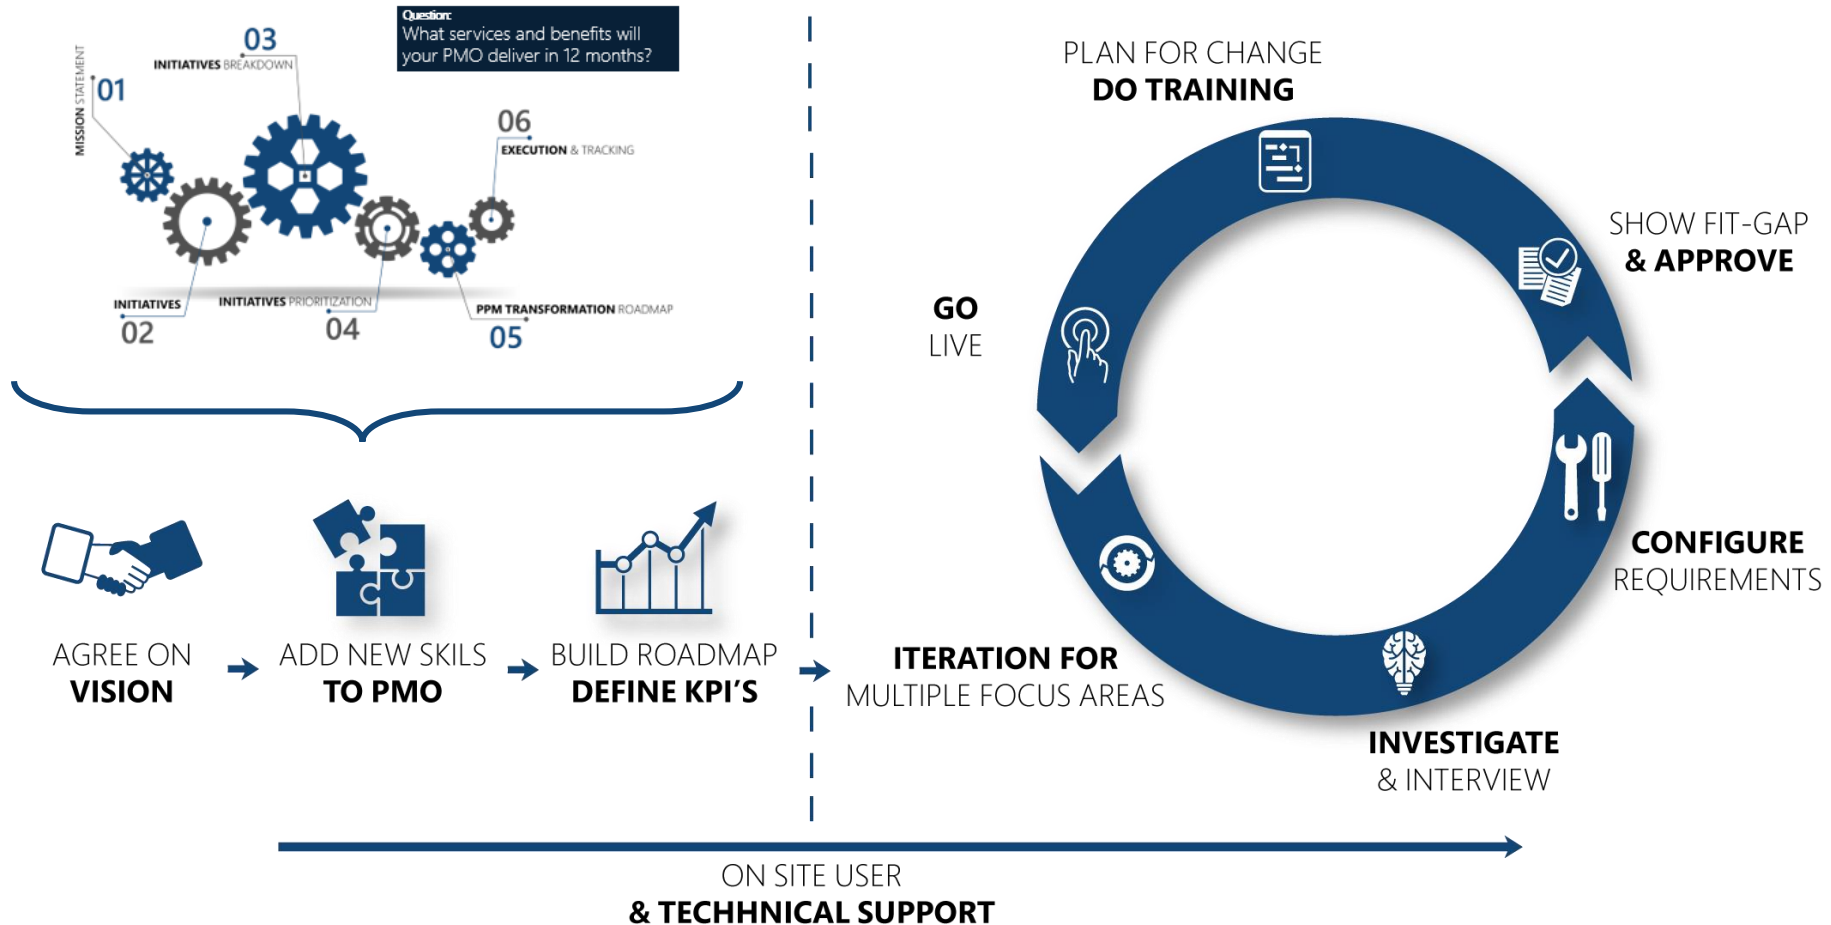 Question:
What services and benefits will
your PMO deliver in 12 months?
MISSION STATEMENT
01
03
INITIATIVES BREAKDOWN
06
EXECUTION & TRACKING
INITIATIVES
02
INITIATIVES PRIORITIZATION
04
PPM TRANSFORMATION ROADMAP
05
AGREE ON
VISION
ADD NEW SKILS
TO PMO
BUILD ROADMAP
DEFINE KPI'S
PLAN FOR CHANGE
DO TRAINING
SHOW FIT-GAP
& APPROVE
GO
LIVE
CONFIGURE
REQUIREMENTS
ITERATION FOR
MULTIPLE FOCUS AREAS
INVESTIGATE
& INTERVIEW
ON SITE USER
& TECHHNICAL SUPPORT